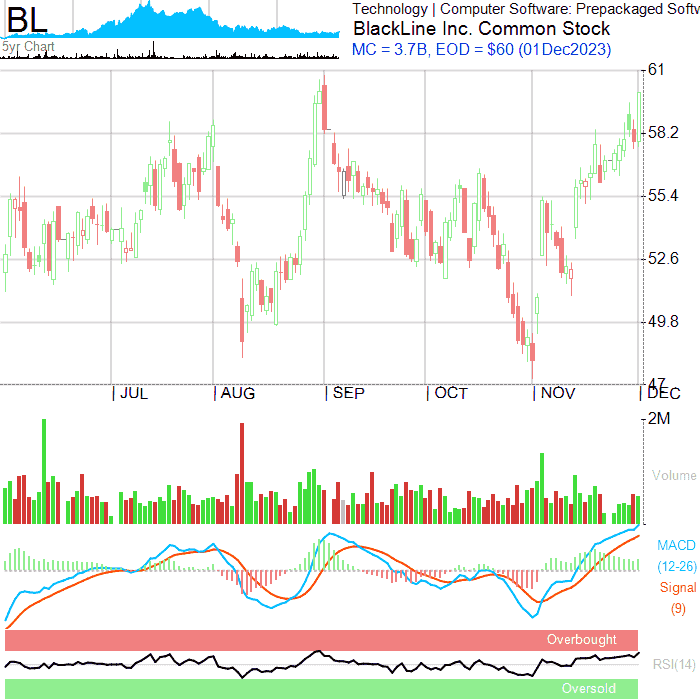 BL
Technology | Computer Software: Prepackaged Softw
BlackLine Inc. Common Stock
5yr Chart
MC = 3.7B, EOD = $60 (01Dec2023)
61
58.2
55.4
52.6
49.8
47
| JUL | AUG | SEP | OCT | NOV | DEC
2M
Volume
MACD
(12-26)
Signal
(9)
Overbought
RSI(14)
Oversold